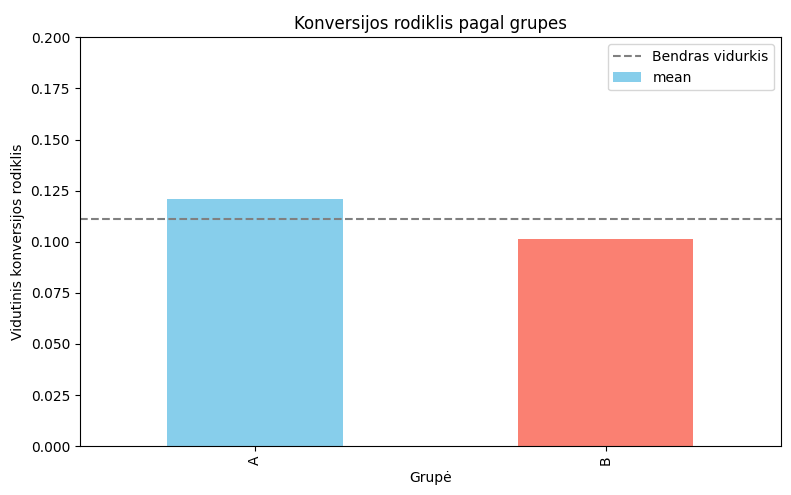 Konversijos rodiklis pagal grupes
Bendras vidurkis
mean
Vidutinis konversijos rodiklis
0.200
0.175
0.150
0.125
0.100
0.075
0.050
0.025
0.000
A
B
Grupė